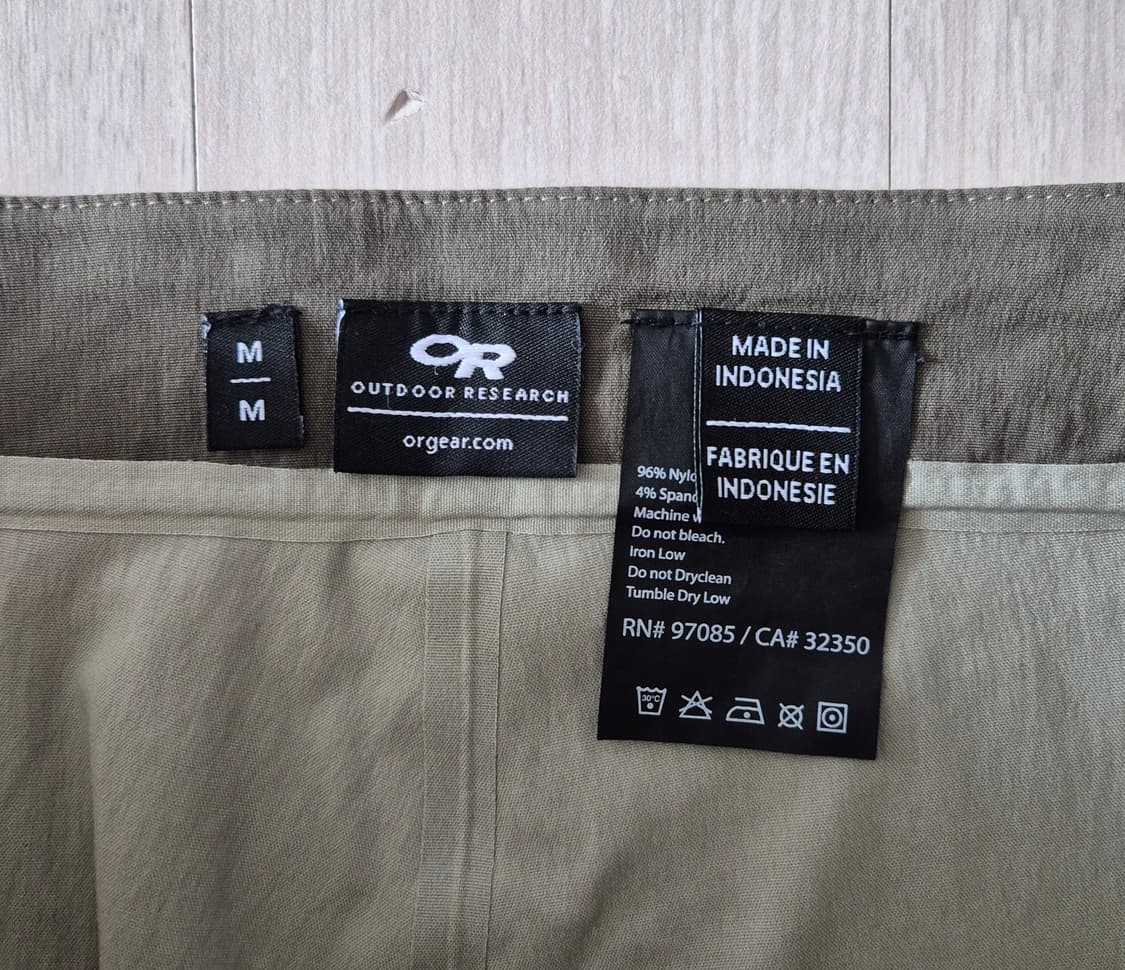 M
M
OR
OUTDOOR RESEARCH
orgear.com
MADE IN
INDONESIA
FABRIQUE EN
INDONESIE
96%
4%
Machine
Do not bleach.
Iron Low
Do not Dryclean
Tumble Dry Low
RN# 97085 / CA# 32350
30°C